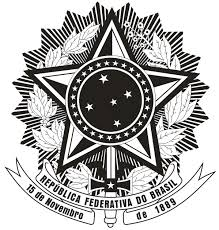 REPÚBLICA FEDERATIVA DO BRASIL
15 de Novembro
de 1889